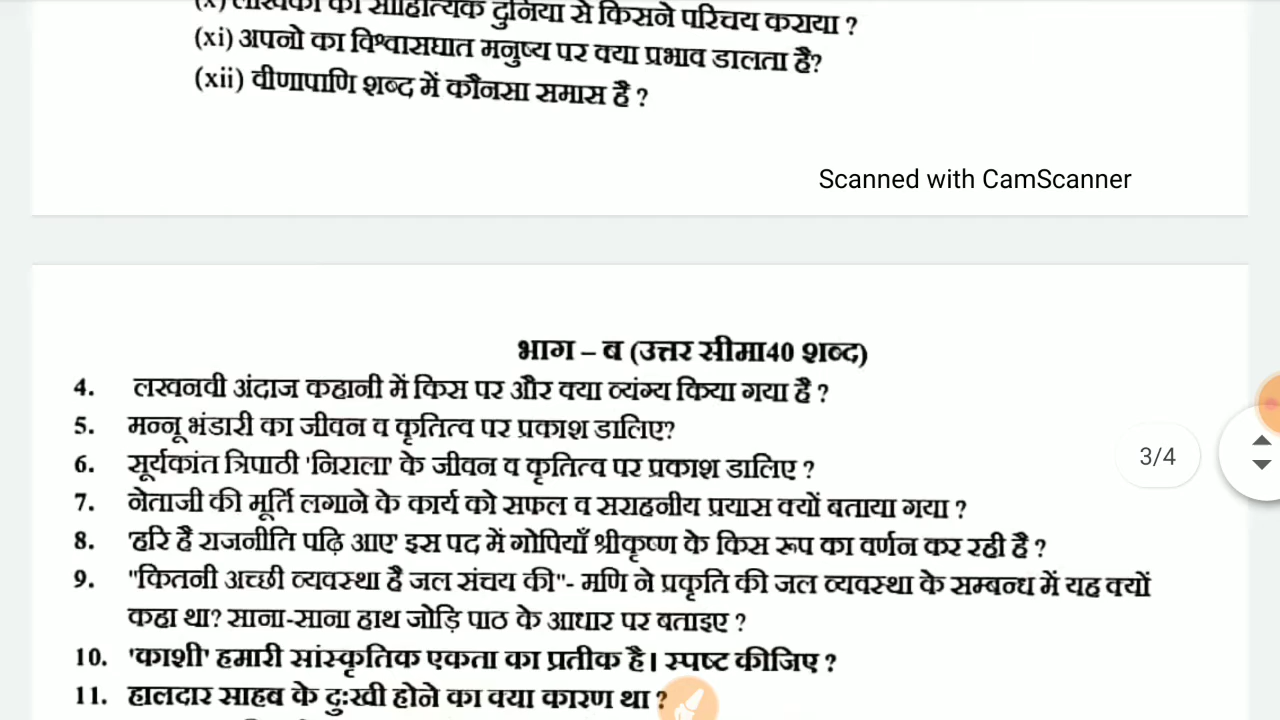 (x) लेखिका का साहित्यिक दुनिया से किसने परिचय कराया ?
(xi) अपनो का विश्वासघात मनुष्य पर क्या प्रभाव डालता है?
(xii) वीणापाणि शब्द में कौनसा समास है ?
Scanned with CamScanner
भाग – ब (उत्तर सीमा40 शब्द)
4. लखनवी अंदाज कहानी में किस पर और क्या व्यंग्य किया गया है ?
5. मन्नू भंडारी का जीवन व कृतित्व पर प्रकाश डालिए?
6. सूर्यकांत त्रिपाठी 'निराला' के जीवन व कृतित्व पर प्रकाश डालिए ?
7. नेताजी की मूर्ति लगाने के कार्य को सफल व सराहनीय प्रयास क्यों बताया गया ?
8. 'हरि है राजनीति पढ़ि आए' इस पद में गोपियाँ श्रीकृष्ण के किस रूप का वर्णन कर रही है ?
9. "कितनी अच्छी व्यवस्था है जल संचय की"- मणि ने प्रकृति की जल व्यवस्था के सम्बन्ध में यह क्यों
कहा था? साना-साना हाथ जोड़ि पाठ के आधार पर बताइए ?
3/4
10. 'काशी' हमारी सांस्कृतिक एकता का प्रतीक है। स्पष्ट कीजिए ?
11. हालदार साहब के दुःखी होने का क्या कारण था ?